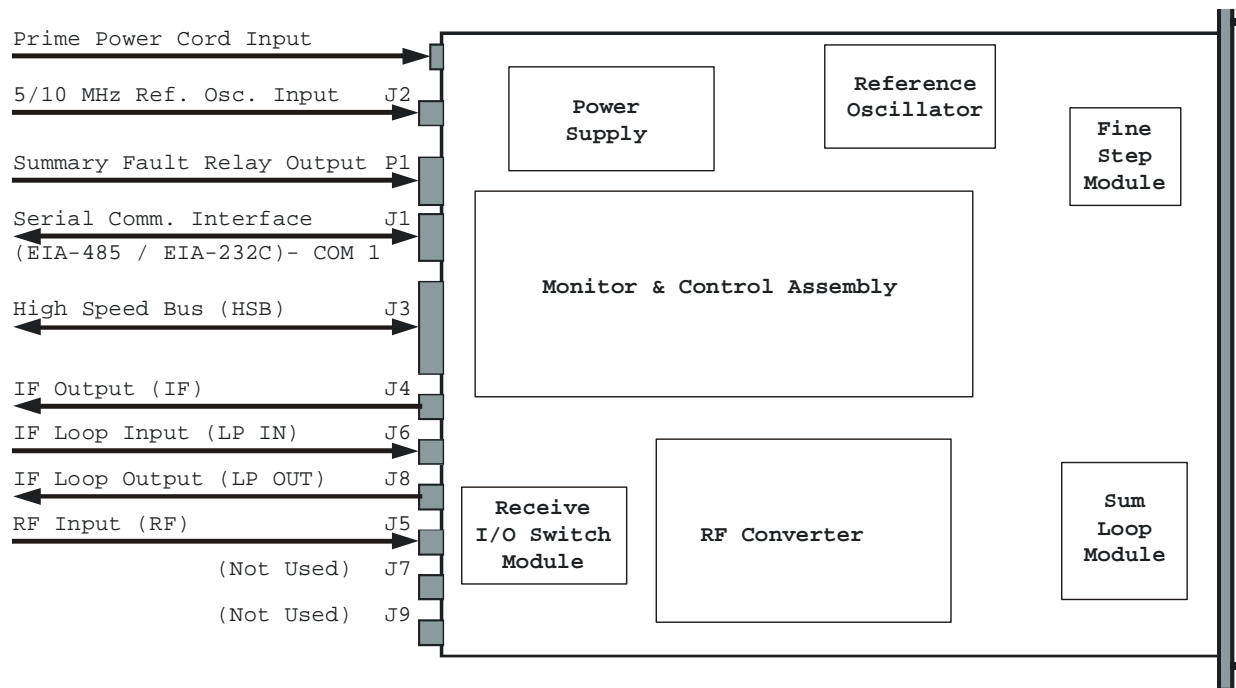 Prime Power Cord Input
5/10 MHz Ref. Osc. Input J2
Summary Fault Relay Output P1
Serial Comm. Interface J1
(EIA-485 / EIA-232C)- COM 1
High Speed Bus (HSB) J3
IF Output (IF) J4
IF Loop Input (LP IN) J6
IF Loop Output (LP OUT) J8
RF Input (RF) J5
(Not Used) J7
(Not Used) J9
Power
Supply
Reference
Oscillator
Fine
Step
Module
Monitor & Control Assembly
Receive
I/O Switch
Module
RF Converter
Sum
Loop
Module